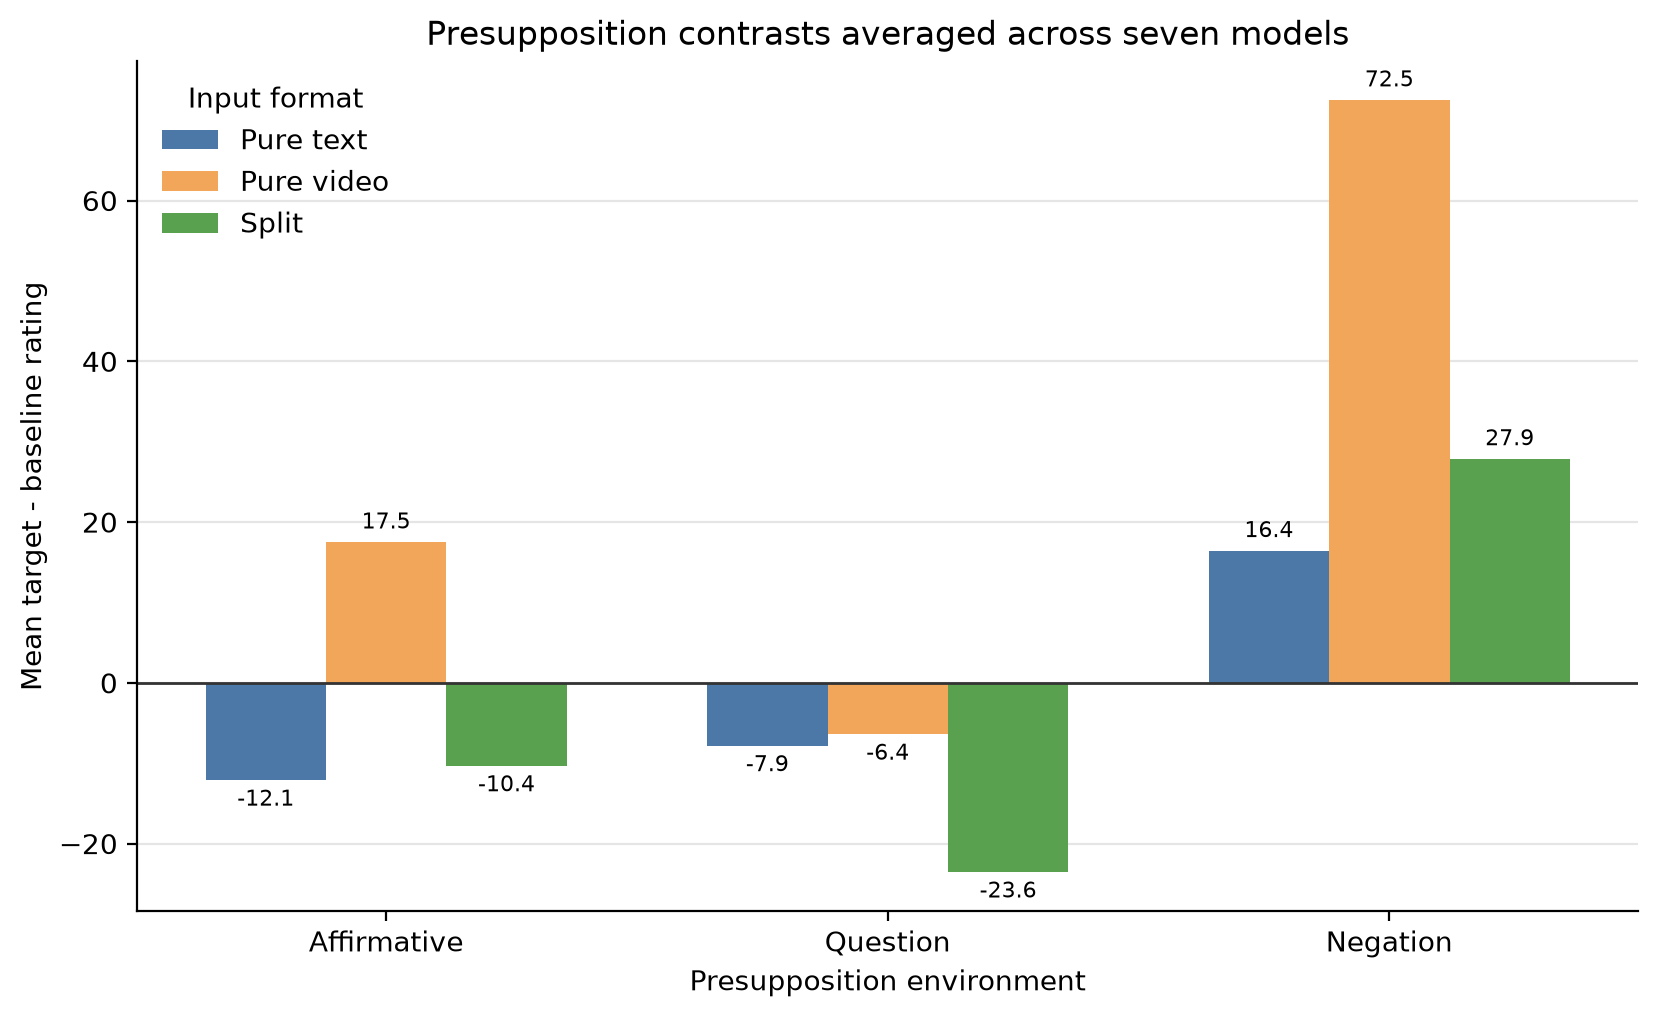 Presupposition contrasts averaged across seven models
Input format
Pure text
Pure video
Split
Mean target - baseline rating
60
40
20
0
−20
-12.1
17.5
-10.4
-7.9
-6.4
-23.6
16.4
72.5
27.9
Affirmative
Question
Negation
Presupposition environment